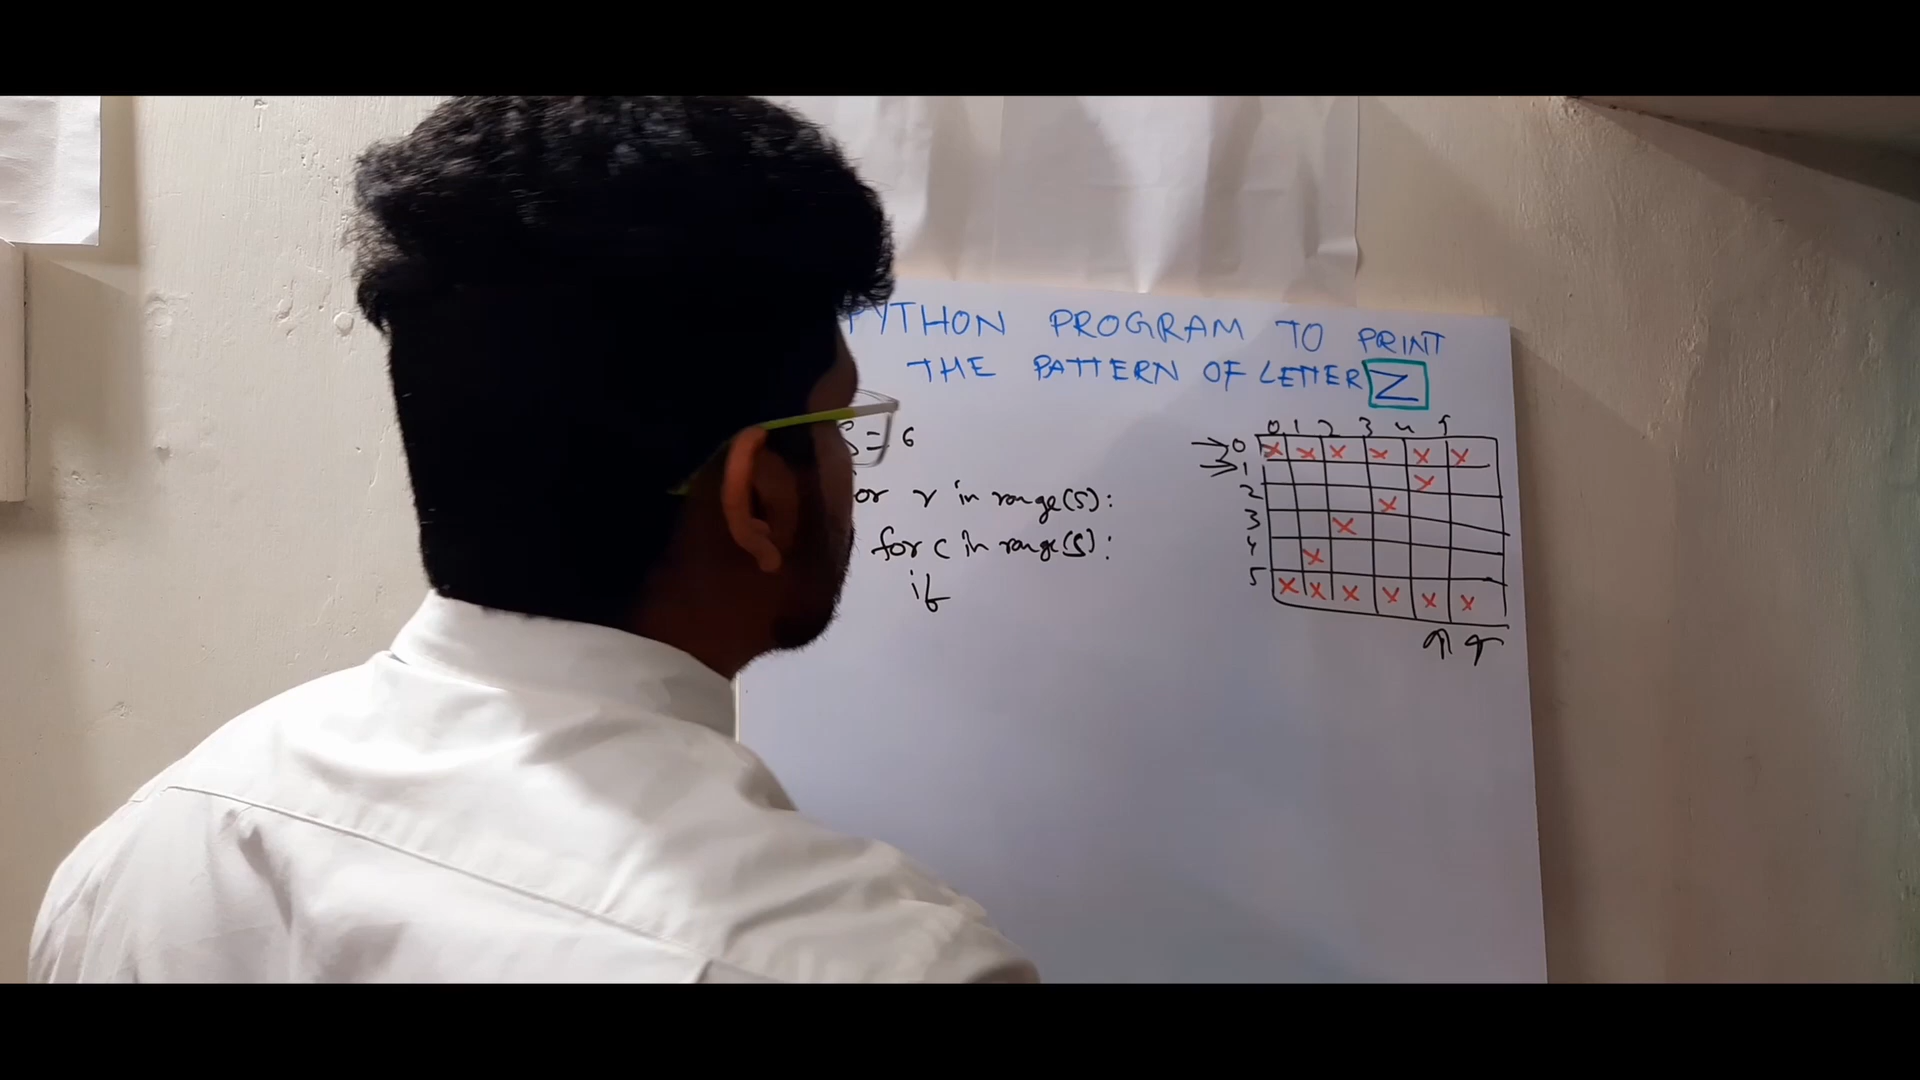 PYTHON PROGRAM TO PRINT
THE PATTERN OF LETTER Z
S = 6
for r in range(S):
for c in range(S):
if
0 1 2 3 4 5
0 x x x x x x
1 x
2 x
3 x
4 x
5 x x x x x x